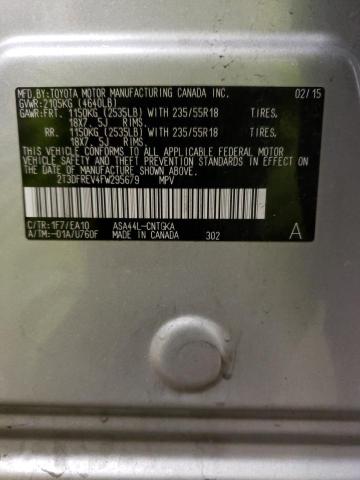 MFD.BY:TOYOTA MOTOR MANUFACTURING CANADA INC. 02/15
GVWR:2105KG (4640LB)
GAWR:FRT. 1150KG (2535LB) WITH 235/55R18 TIRES,
18X7.5J RIMS
RR. 1150KG (2535LB) WITH 235/55R18 TIRES,
18X7.5J RIMS
THIS VEHICLE CONFORMS TO ALL APPLICABLE FEDERAL
MOTOR VEHICLE SAFETY STANDARDS IN EFFECT ON THE
DATE OF MANUFACTURE SHOWN ABOVE.
2T3DFREV4FW295679 MPV
C/TR:1F7/EA10 ASA44L-CNTGKA A
A/TM:-01A/U760F MADE IN CANADA 302